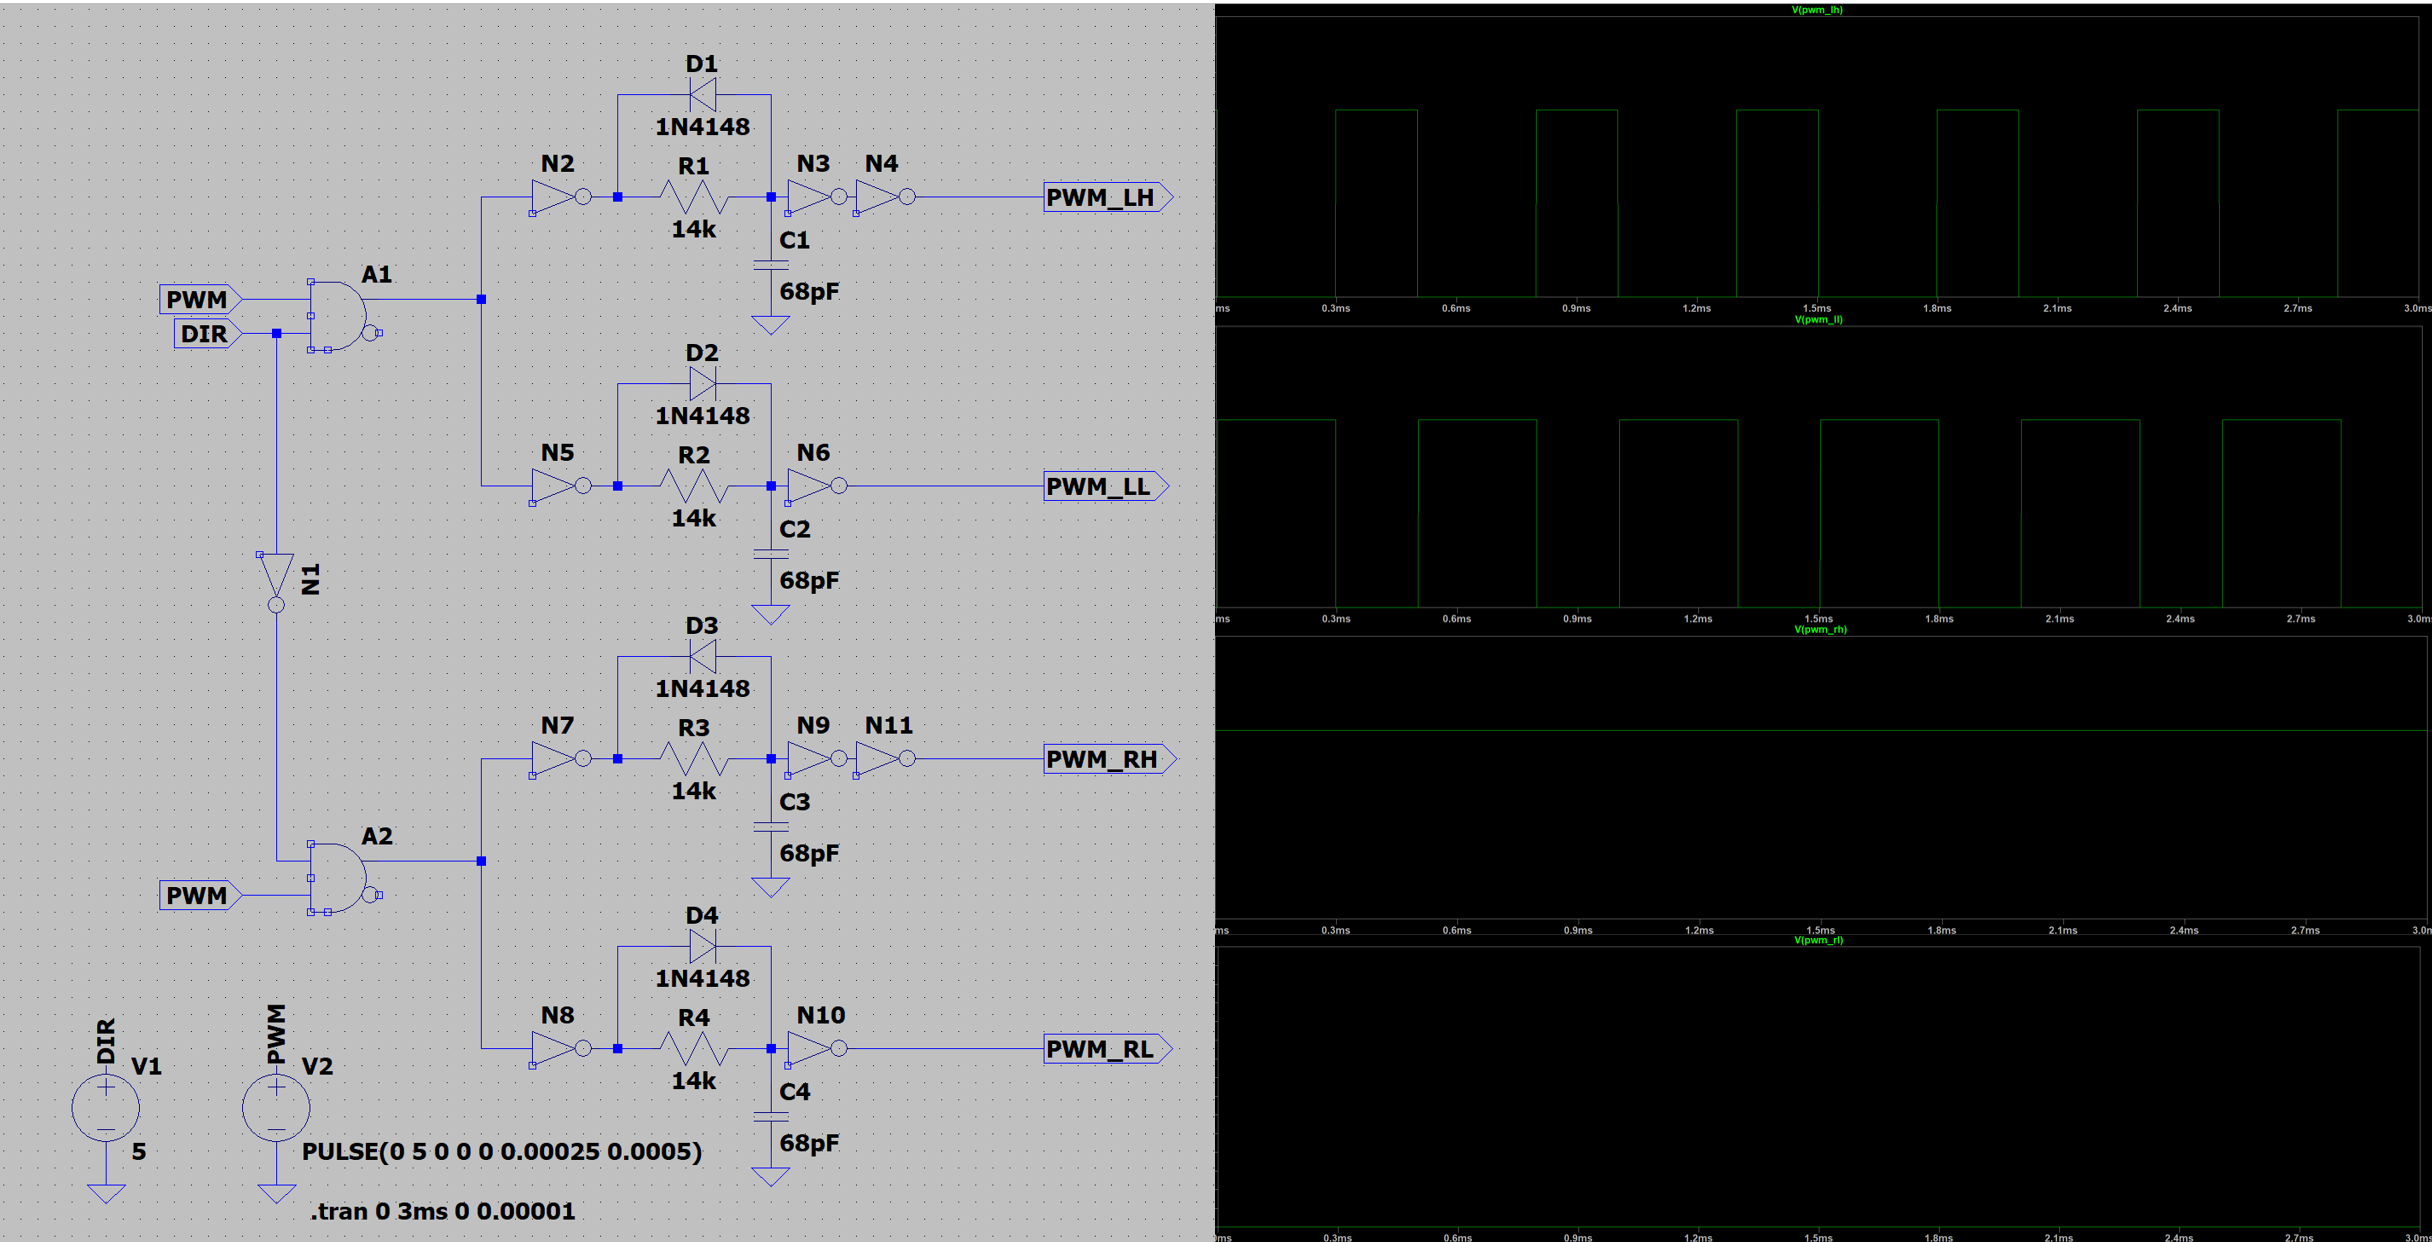 D1
1N4148
N2
R1
N3
N4
PWM_LH
14k
C1
68pF
A1
PWM
DIR
D2
1N4148
N5
R2
N6
PWM_LL
14k
C2
68pF
N1
D3
1N4148
N7
R3
N9
N11
PWM_RH
14k
C3
68pF
A2
PWM
D4
1N4148
N8
R4
N10
PWM_RL
14k
C4
68pF
DIR
V1
5
PWM
V2
PULSE(0 5 0 0 0 0.00025 0.0005)
.tran 0 3ms 0 0.00001
V(pwm_lh)
ms 0.3ms 0.6ms 0.9ms 1.2ms 1.5ms 1.8ms 2.1ms 2.4ms 2.7ms 3.0ms
V(pwm_ll)
ms 0.3ms 0.6ms 0.9ms 1.2ms 1.5ms 1.8ms 2.1ms 2.4ms 2.7ms 3.0m
V(pwm_rh)
ms 0.3ms 0.6ms 0.9ms 1.2ms 1.5ms 1.8ms 2.1ms 2.4ms 2.7ms 3.0m
V(pwm_rl)
0ms 0.3ms 0.6ms 0.9ms 1.2ms 1.5ms 1.8ms 2.1ms 2.4ms 2.7ms 3.0ms